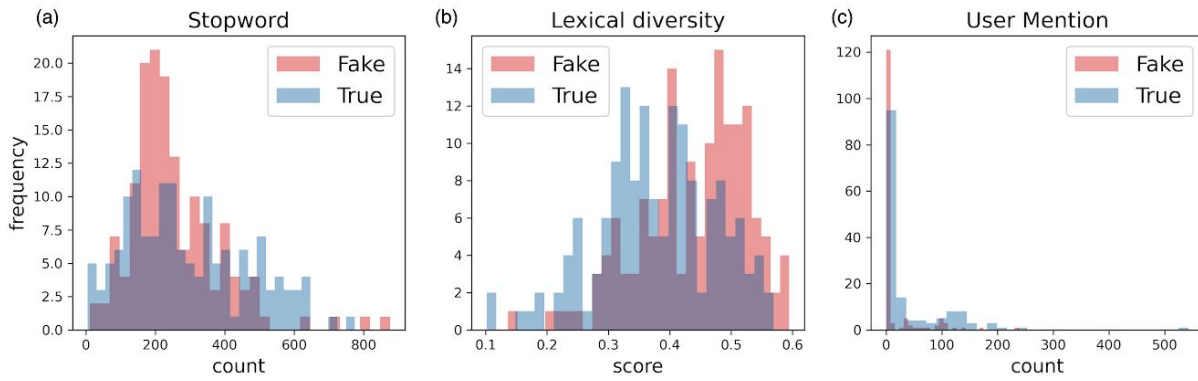 (a) Stopword
frequency
20.0
17.5
15.0
12.5
10.0
7.5
5.0
2.5
0.0
Fake
True
0 200 400 600 800
count
(b) Lexical diversity
14
12
10
8
6
4
2
0
Fake
True
0.1 0.2 0.3 0.4 0.5 0.6
score
(c) User Mention
120
100
80
60
40
20
0
Fake
True
0 100 200 300 400 500
count